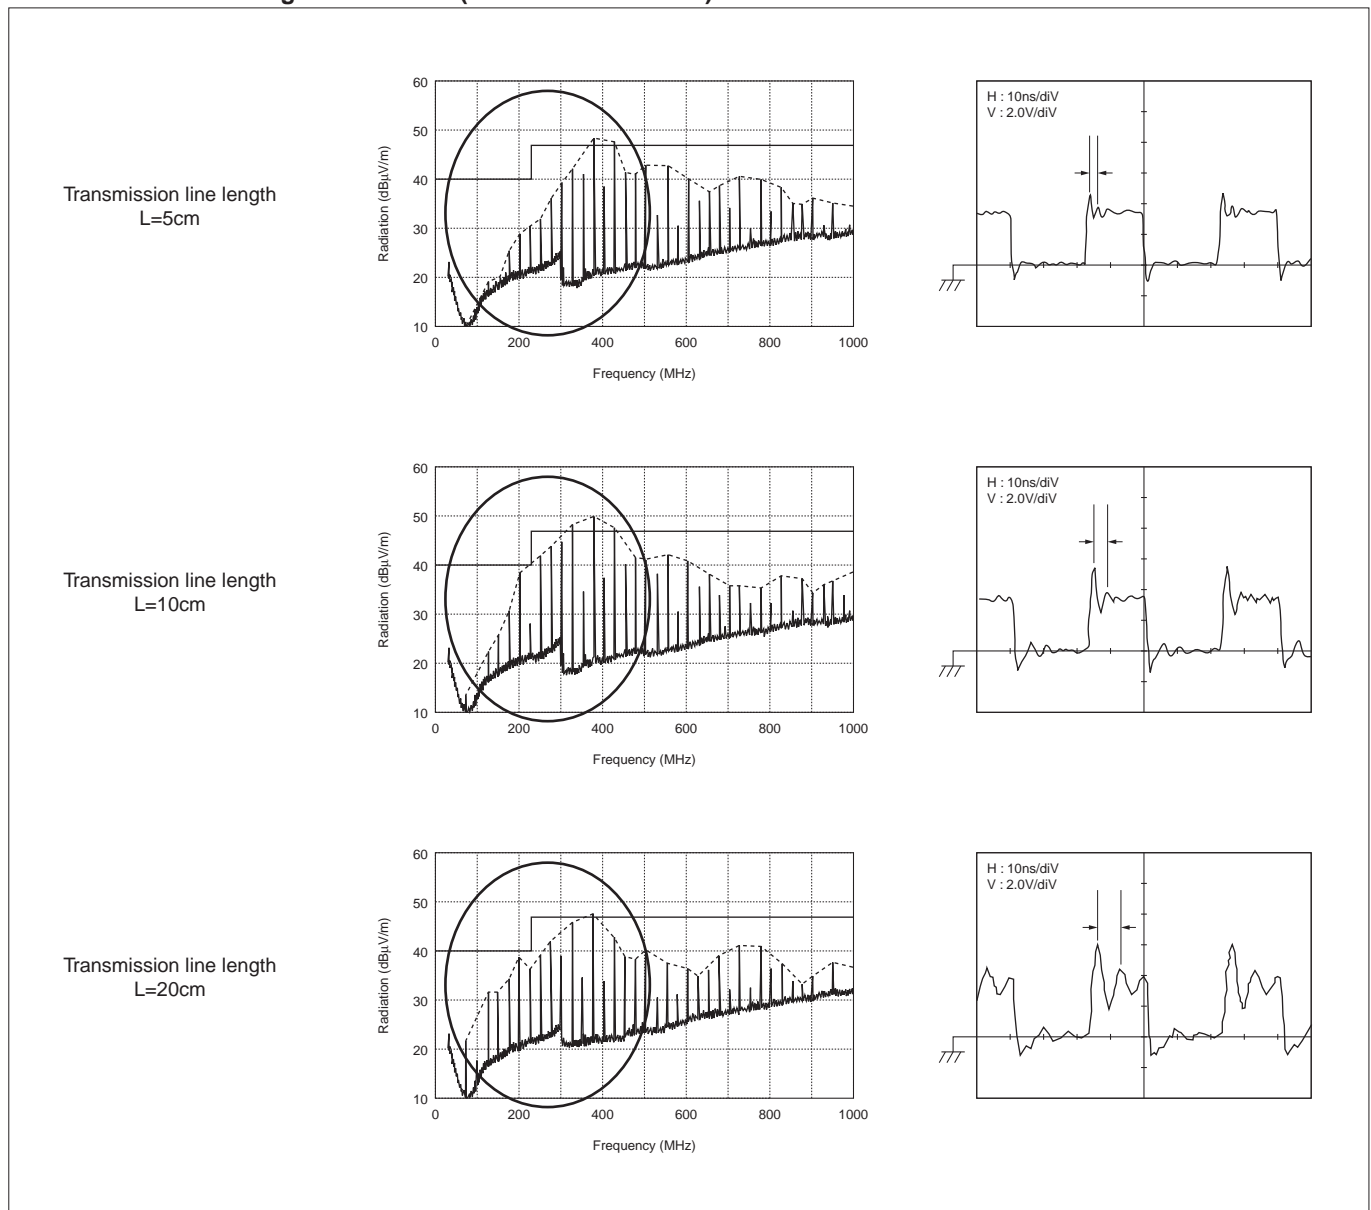 Transmission line length
L=5cm
60
50
40
30
20
10
Radiation (dBµV/m)
0 200 400 600 800 1000
Frequency (MHz)
H : 10ns/diV
V : 2.0V/diV
Transmission line length
L=10cm
60
50
40
30
20
10
Radiation (dBµV/m)
0 200 400 600 800 1000
Frequency (MHz)
H : 10ns/diV
V : 2.0V/diV
Transmission line length
L=20cm
60
50
40
30
20
10
Radiation (dBµV/m)
0 200 400 600 800 1000
Frequency (MHz)
H : 10ns/diV
V : 2.0V/diV